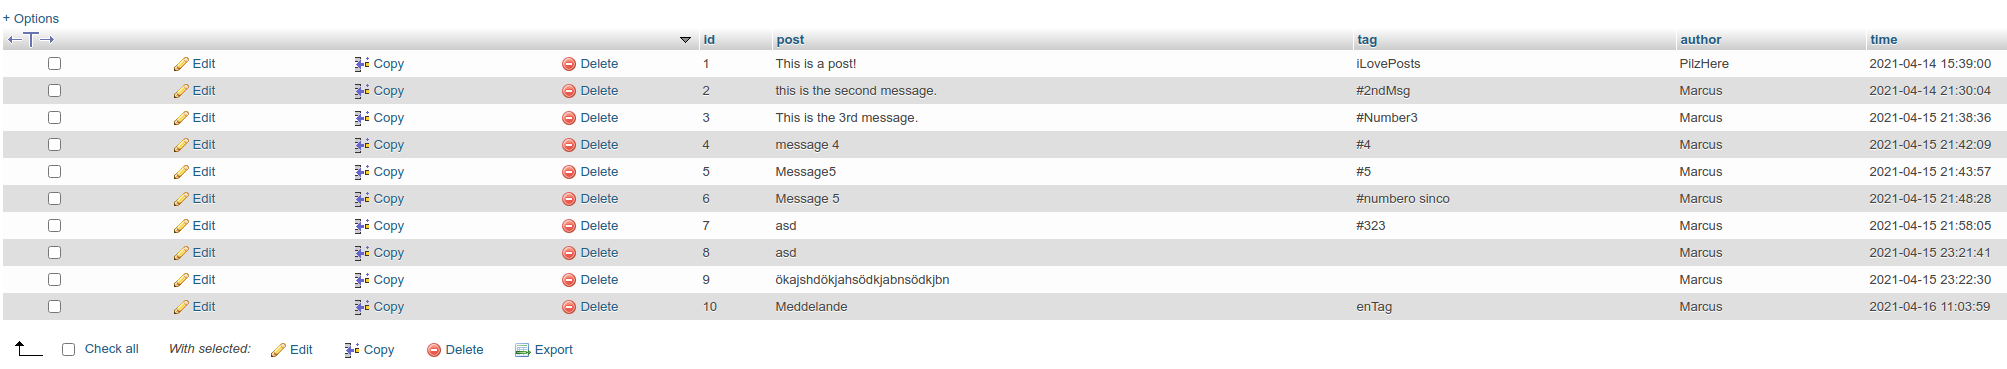 + Options
id post tag author time
Edit Copy Delete 1 This is a post! iLovePosts PilzHere 2021-04-14 15:39:00
Edit Copy Delete 2 this is the second message. #2ndMsg Marcus 2021-04-14 21:30:04
Edit Copy Delete 3 This is the 3rd message. #Number3 Marcus 2021-04-15 21:38:36
Edit Copy Delete 4 message 4 #4 Marcus 2021-04-15 21:42:09
Edit Copy Delete 5 Message5 #5 Marcus 2021-04-15 21:43:57
Edit Copy Delete 6 Message 5 #numbero sinco Marcus 2021-04-15 21:48:28
Edit Copy Delete 7 asd #323 Marcus 2021-04-15 21:58:05
Edit Copy Delete 8 asd Marcus 2021-04-15 23:21:41
Edit Copy Delete 9 ökajshdökjahsödkjabnsödkjbn Marcus 2021-04-15 23:22:30
Edit Copy Delete 10 Meddelande enTag Marcus 2021-04-16 11:03:59
Check all With selected: Edit Copy Delete Export